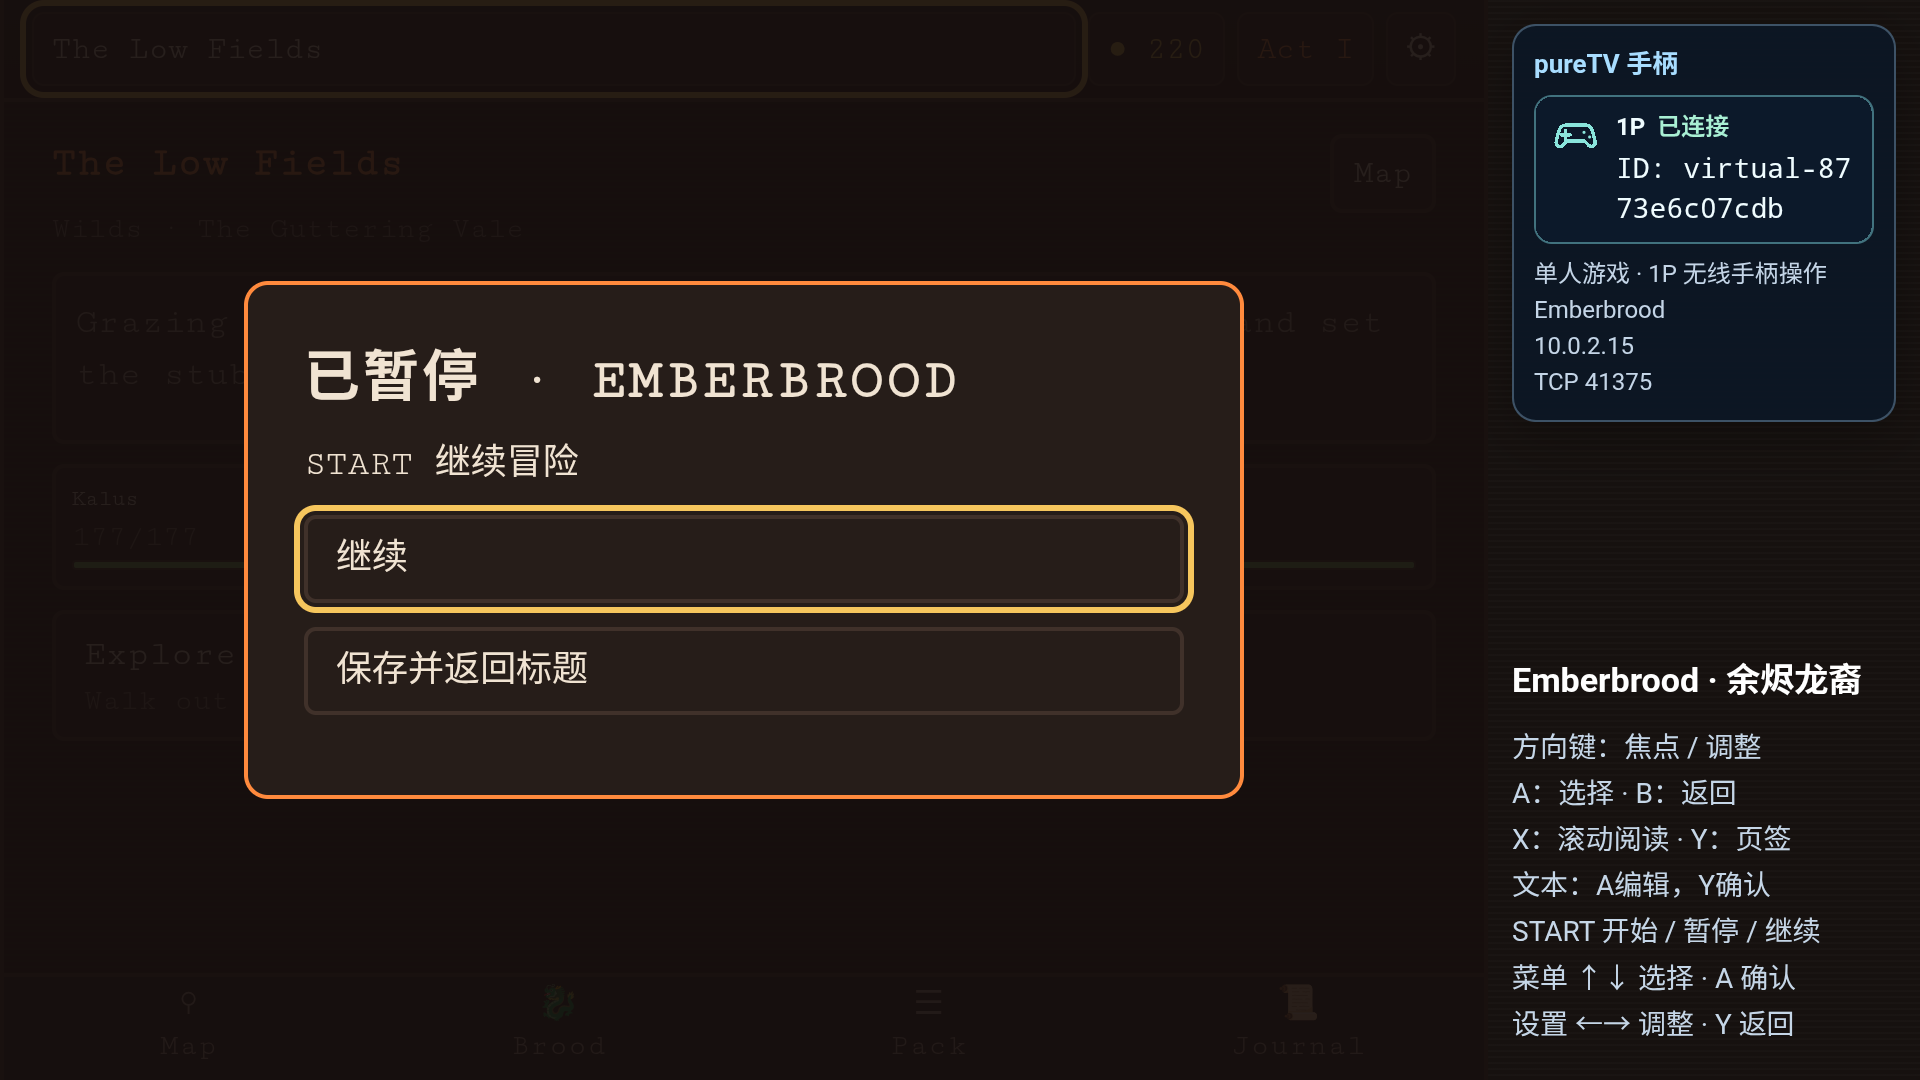 The Low Fields
220
Act I
The Low Fields
Map
Wilds · The Guttering Vale
Grazing
and set
the stub
已暂停 · EMBERBROOD
START 继续冒险
继续
保存并返回标题
Kalus
177/177
Explore
Walk out
Map
Brood
Pack
Journal
pureTV 手柄
1P 已连接
ID: virtual-87
73e6c07cdb
单人游戏 · 1P 无线手柄操作
Emberbrood
10.0.2.15
TCP 41375
Emberbrood · 余烬龙裔
方向键：焦点 / 调整
A：选择 · B：返回
X：滚动阅读 · Y：页签
文本：A编辑，Y确认
START 开始 / 暂停 / 继续
菜单 ↑↓ 选择 · A 确认
设置 ←→ 调整 · Y 返回